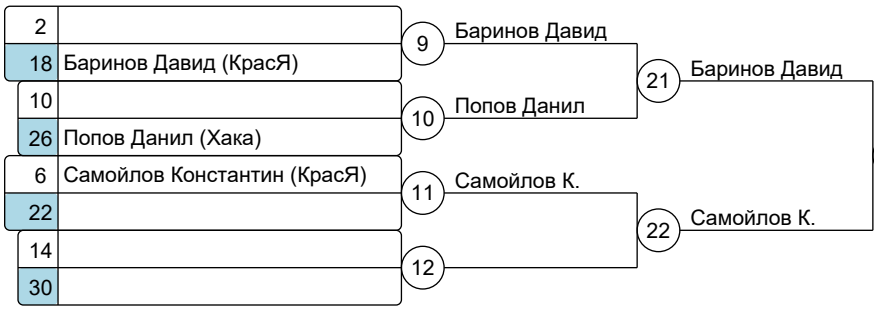 2
9
Баринов Давид
18 Баринов Давид (КрасЯ)
21
Баринов Давид
10
10
Попов Данил
26 Попов Данил (Хака)
6 Самойлов Константин (КрасЯ)
11
Самойлов К.
22
22
Самойлов К.
14
12
30